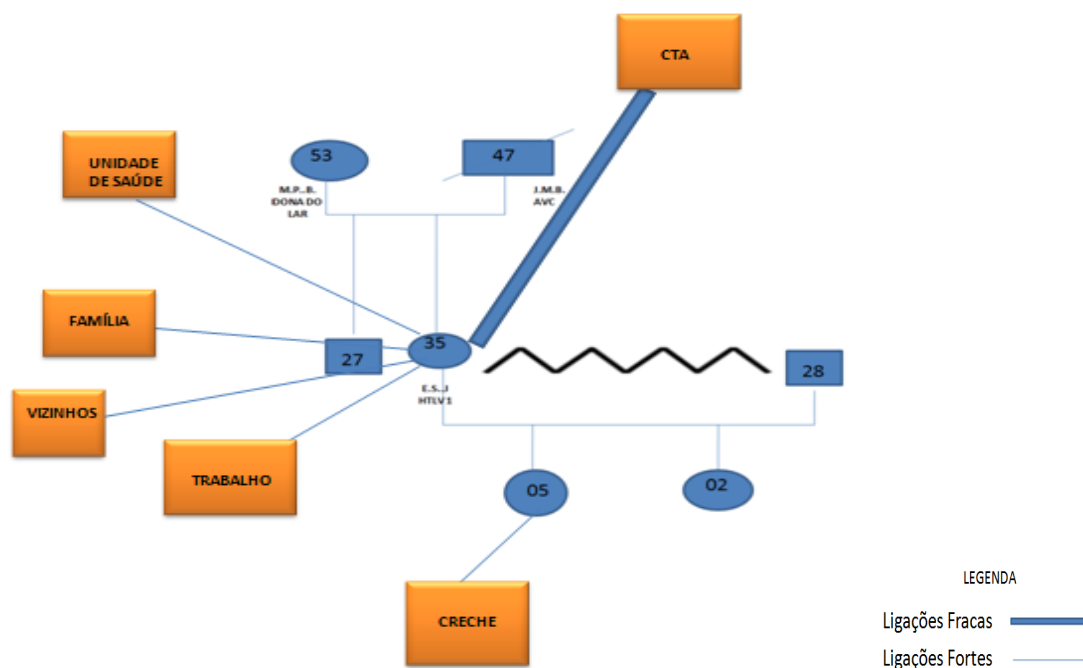 CTA
UNIDADE
DE SAÚDE
53
47
M.P..B.
DONA DO
LAR
J.M.B.
AVC
FAMÍLIA
27
35
28
E.S..J
HTLV 1
VIZINHOS
TRABALHO
05
02
CRECHE
LEGENDA
Ligações Fracas
Ligações Fortes